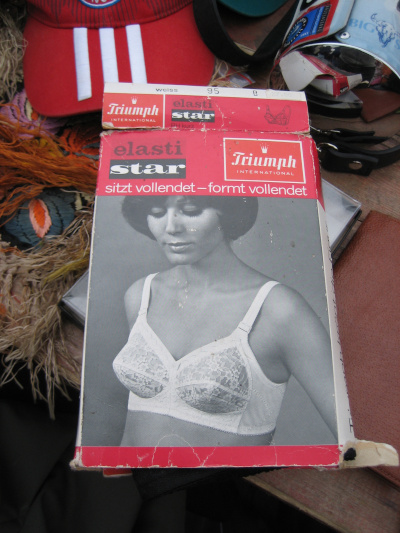 weiss 95 B
Triumph
INTERNATIONAL
elasti
star
elasti
star
Triumph
INTERNATIONAL
sitzt vollendet – formt vollendet